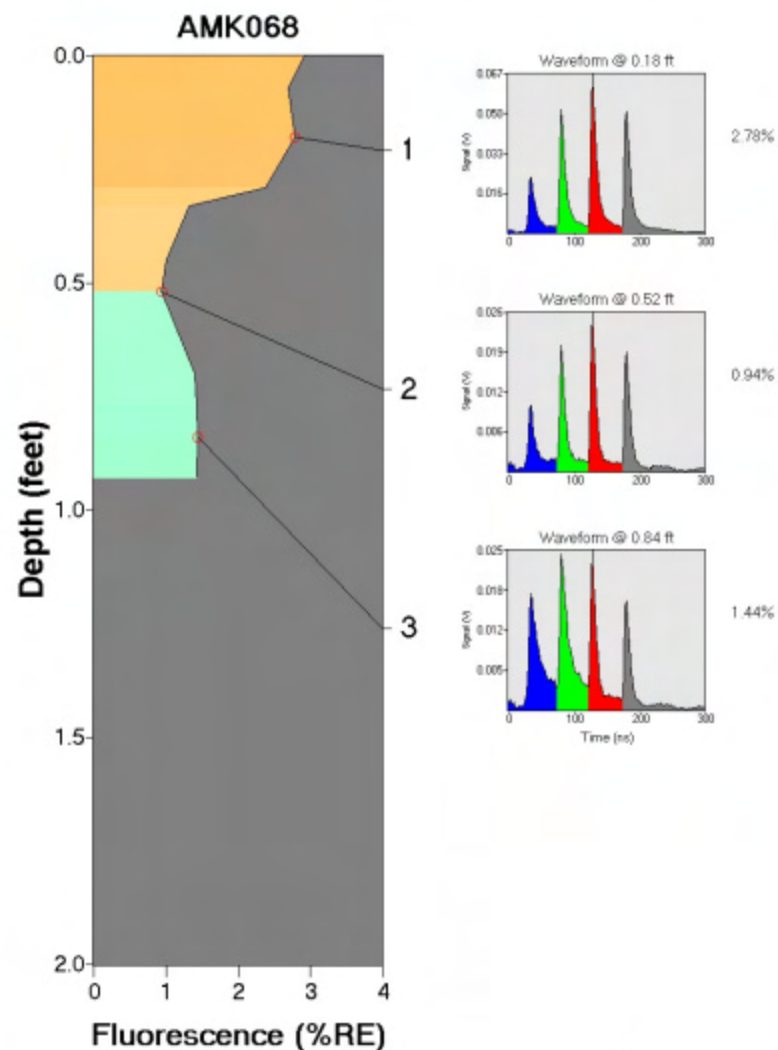 AMK068
0.0
0.5
1.0
1.5
2.0
Depth (feet)
0 1 2 3 4
Fluorescence (%RE)
1
2
3
Waveform @ 0.18 ft
0.067
0.050
0.033
0.016
Signal (V)
0 100 200 300
2.78%
Waveform @ 0.52 ft
0.026
0.019
0.012
0.006
Signal (V)
0 100 200 300
0.94%
Waveform @ 0.84 ft
0.025
0.018
0.012
0.005
Signal (V)
0 100 200 300
Time (ns)
1.44%